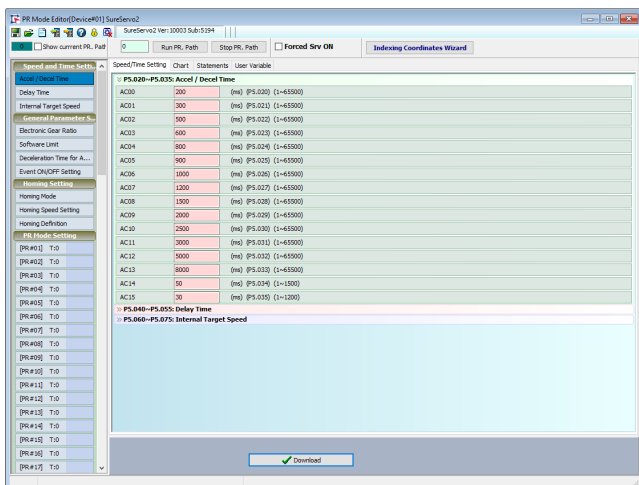 PR Mode Editor[Device#01] SureServo2
SureServo2 Ver:10003 Sub:5194
0 Show currrent PR. Path 0 Run PR. Path Stop PR. Path Forced Srv ON Indexing Coordinates Wizard
Speed and Time Setti...
Accel / Decel Time
Delay Time
Internal Target Speed
General Parameter S...
Electronic Gear Ratio
Software Limit
Deceleration Time for A...
Event ON/OFF Setting
Homing Setting
Homing Mode
Homing Speed Setting
Homing Definition
PR Mode Setting
[PR#01] T:0
[PR#02] T:0
[PR#03] T:0
[PR#04] T:0
[PR#05] T:0
[PR#06] T:0
[PR#07] T:0
[PR#08] T:0
[PR#09] T:0
[PR#10] T:0
[PR#11] T:0
[PR#12] T:0
[PR#13] T:0
[PR#14] T:0
[PR#15] T:0
[PR#16] T:0
[PR#17] T:0
Speed/Time Setting Chart Statements User Variable
P5.020~P5.035: Accel / Decel Time
AC00 200 (ms) (P5.020) (1~65500)
AC01 300 (ms) (P5.021) (1~65500)
AC02 500 (ms) (P5.022) (1~65500)
AC03 600 (ms) (P5.023) (1~65500)
AC04 800 (ms) (P5.024) (1~65500)
AC05 900 (ms) (P5.025) (1~65500)
AC06 1000 (ms) (P5.026) (1~65500)
AC07 1200 (ms) (P5.027) (1~65500)
AC08 1500 (ms) (P5.028) (1~65500)
AC09 2000 (ms) (P5.029) (1~65500)
AC10 2500 (ms) (P5.030) (1~65500)
AC11 3000 (ms) (P5.031) (1~65500)
AC12 5000 (ms) (P5.032) (1~65500)
AC13 8000 (ms) (P5.033) (1~65500)
AC14 50 (ms) (P5.034) (1~1500)
AC15 30 (ms) (P5.035) (1~1200)
P5.040~P5.055: Delay Time
P5.060~P5.075: Internal Target Speed
Download